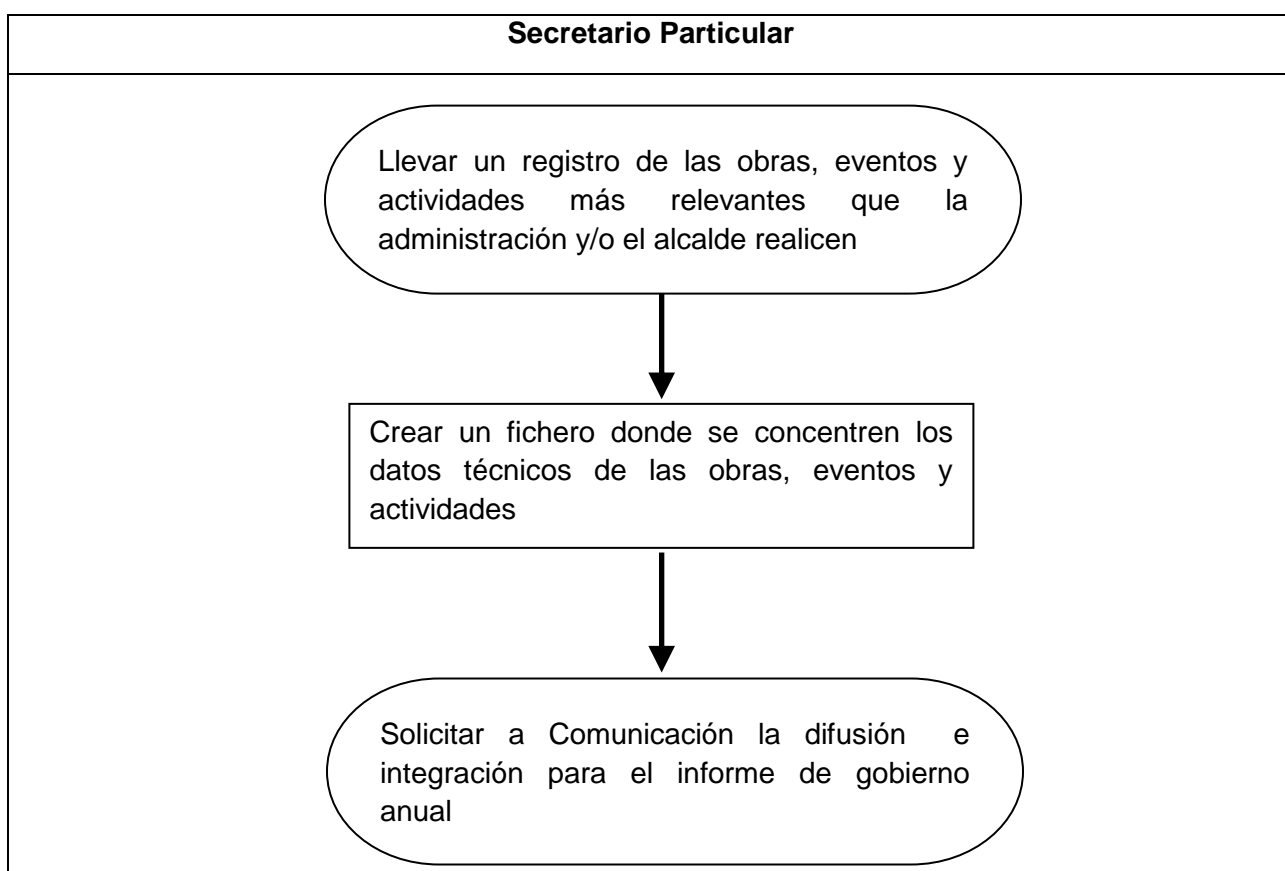 Secretario Particular
Llevar un registro de las obras, eventos y
actividades más relevantes que la
administración y/o el alcalde realicen
Crear un fichero donde se concentren los
datos técnicos de las obras, eventos y
actividades
Solicitar a Comunicación la difusión e
integración para el informe de gobierno
anual